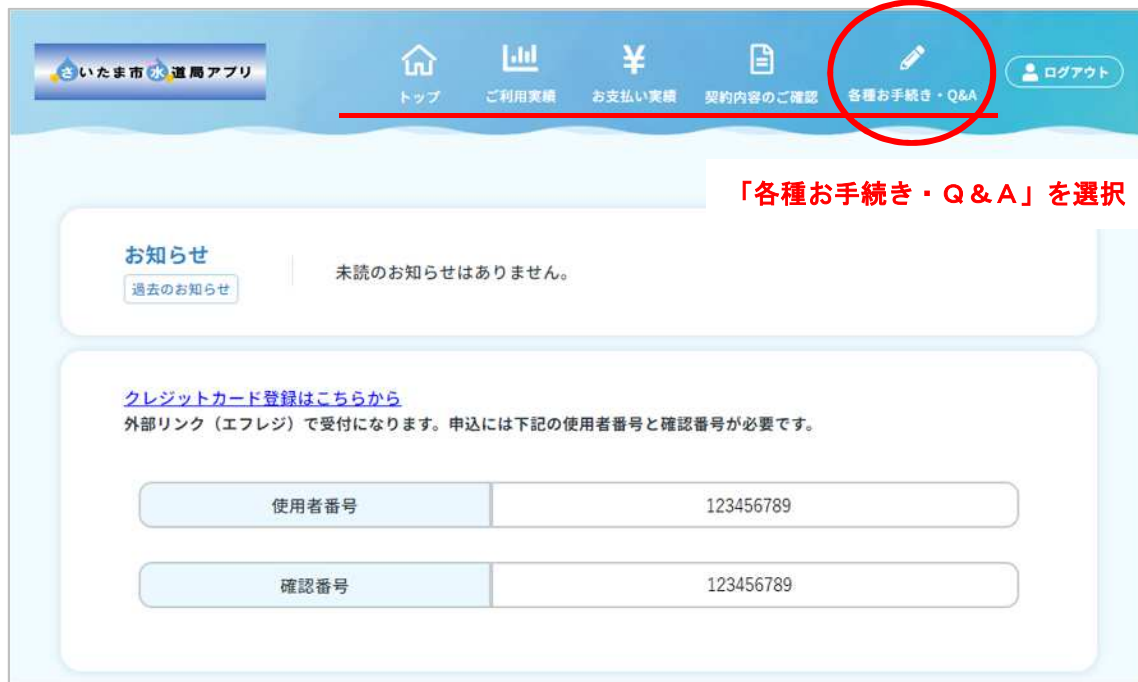 さいたま市水道局アプリ
トップ
ご利用実績
お支払い実績
契約内容のご確認
各種お手続き・Q&A
ログアウト
「各種お手続き・Q&A」を選択
お知らせ
過去のお知らせ
未読のお知らせはありません。
クレジットカード登録はこちらから
外部リンク（エフレジ）で受付になります。申込には下記の使用者番号と確認番号が必要です。
使用者番号 123456789
確認番号 123456789